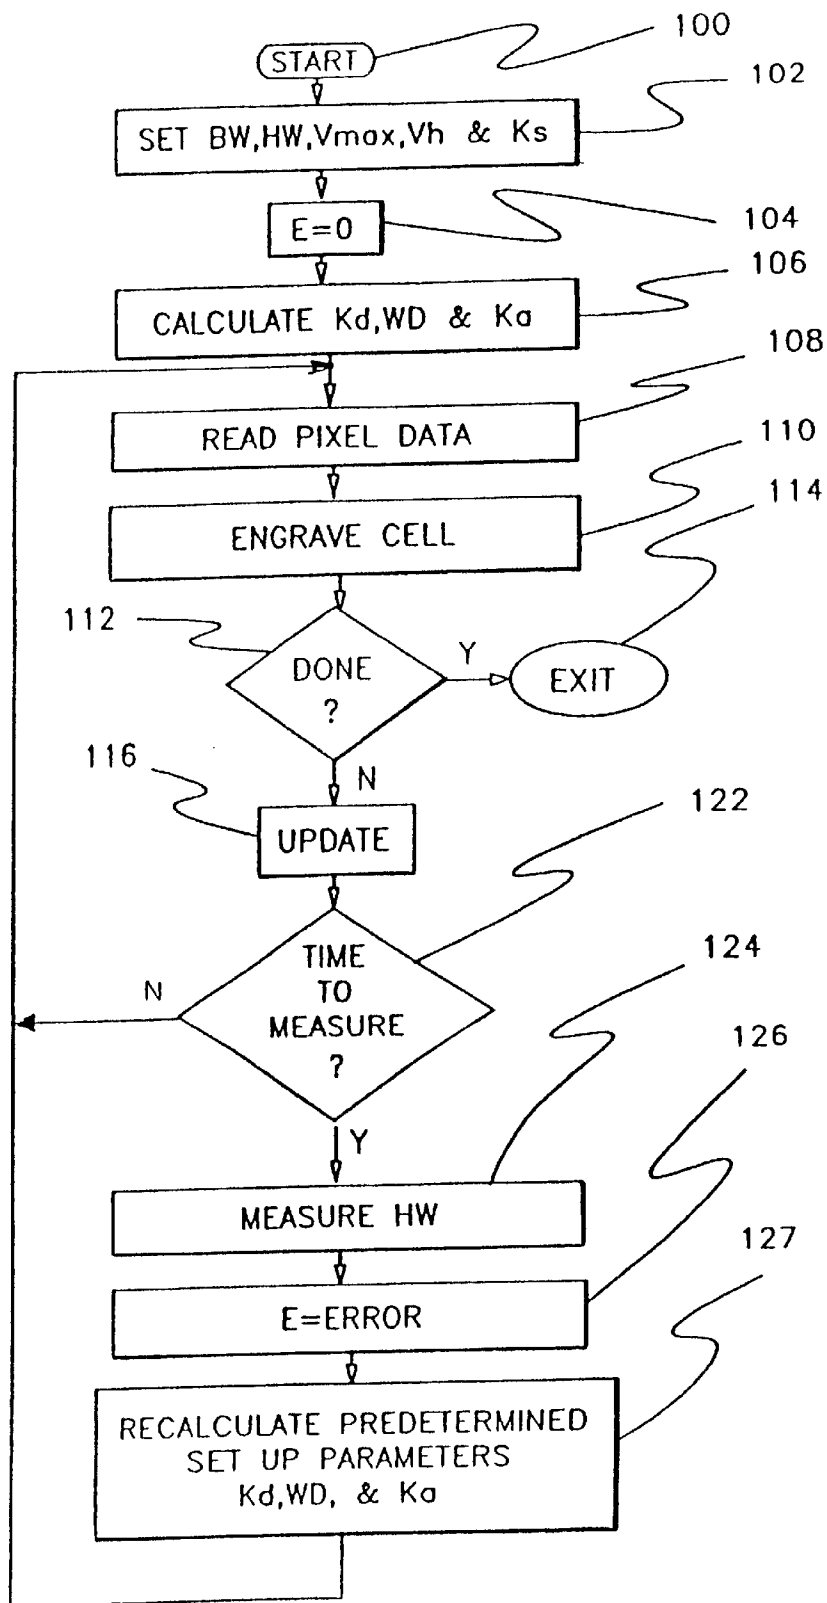 100
START
102
SET BW,HW,Vmax,Vh & Ks
104
E=0
106
CALCULATE Kd,WD & Ka
108
READ PIXEL DATA
110
ENGRAVE CELL
114
112
DONE
?
Y
EXIT
116
N
UPDATE
122
TIME
TO
MEASURE
?
N
124
126
Y
MEASURE HW
127
E=ERROR
RECALCULATE PREDETERMINED
SET UP PARAMETERS
Kd,WD, & Ka